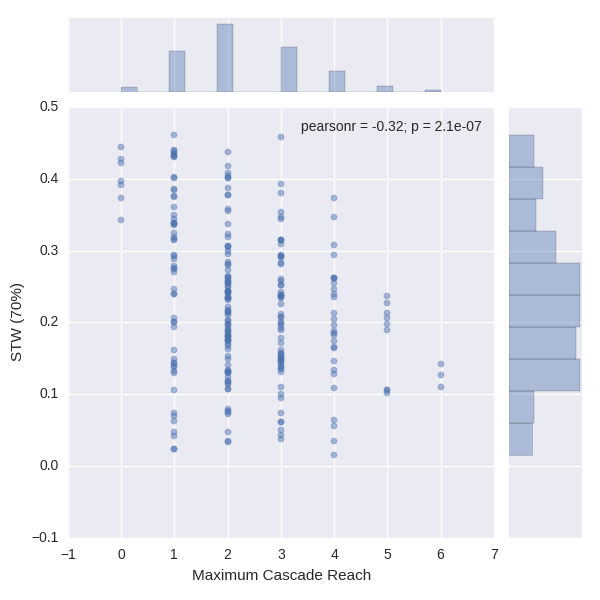 0.5
pearsonr = -0.32; p = 2.1e-07
0.4
0.3
STW (70%)
0.2
0.1
0.0
−0.1
−1 0 1 2 3 4 5 6 7
Maximum Cascade Reach